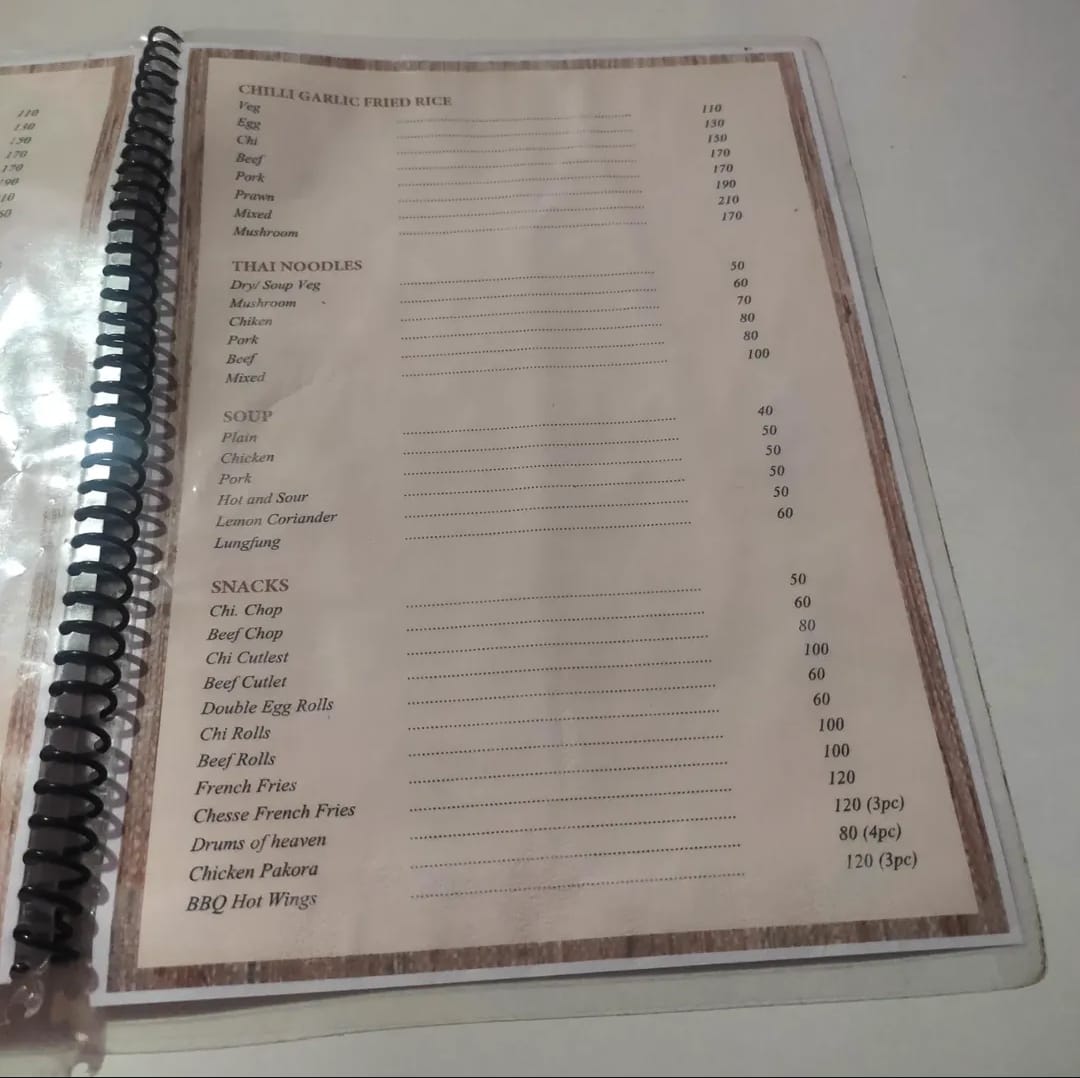 110
130
150
170
170
CHILLI GARLIC FRIED RICE
Veg ........ 110
Egg ........ 130
Chi ........ 150
Beef ........ 170
Pork ........ 170
Prawn ........ 190
Mixed ........ 210
Mushroom ........ 170
THAI NOODLES
Dry/ Soup Veg ........ 50
Mushroom ........ 60
Chiken ........ 70
Pork ........ 80
Beef ........ 80
Mixed ........ 100
SOUP
Plain ........ 40
Chicken ........ 50
Pork ........ 50
Hot and Sour ........ 50
Lemon Coriander ........ 50
Lungfung ........ 60
SNACKS
Chi. Chop ........ 50
Beef Chop ........ 60
Chi Cutlest ........ 80
Beef Cutlet ........ 100
Double Egg Rolls ........ 60
Chi Rolls ........ 60
Beef Rolls ........ 100
French Fries ........ 100
Chesse French Fries ........ 120
Drums of heaven ........ 120 (3pc)
Chicken Pakora ........ 80 (4pc)
BBQ Hot Wings ........ 120 (3pc)